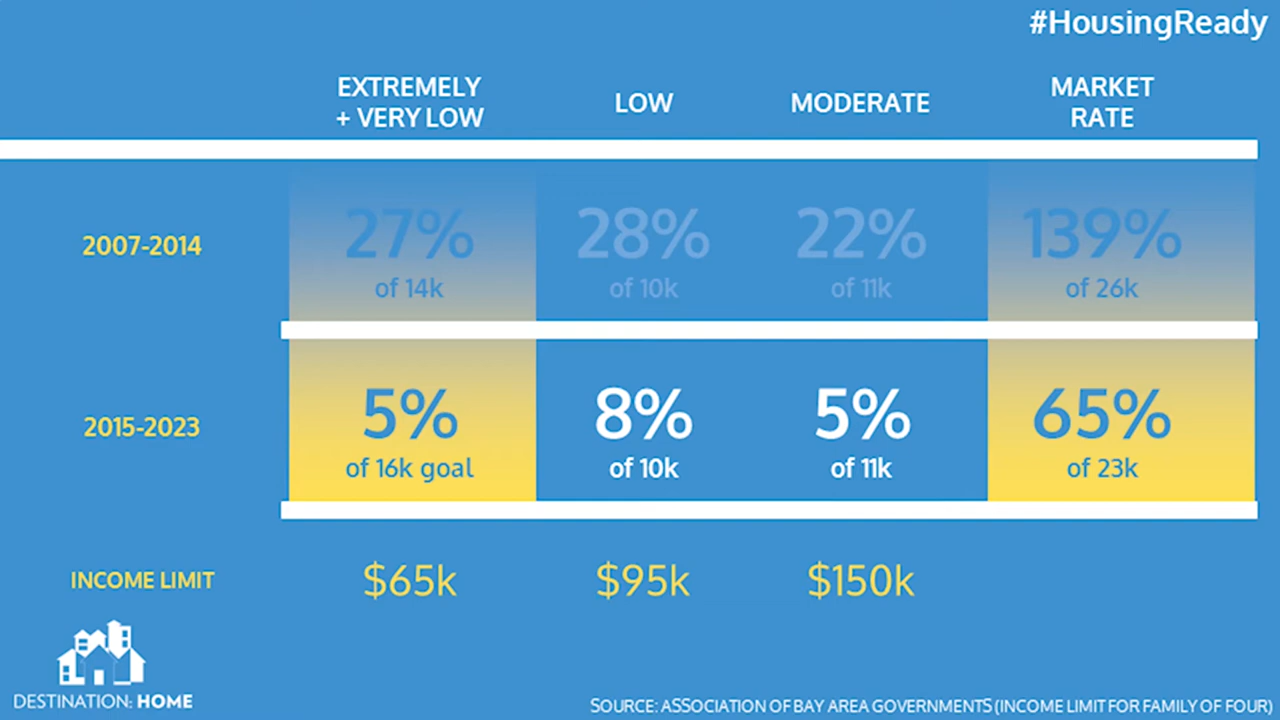 #HousingReady
EXTREMELY
+ VERY LOW
LOW
MODERATE
MARKET
RATE
2007-2014
27%
of 14k
28%
of 10k
22%
of 11k
139%
of 26k
2015-2023
5%
of 16k goal
8%
of 10k
5%
of 11k
65%
of 23k
INCOME LIMIT
$65k
$95k
$150k
DESTINATION: HOME
SOURCE: ASSOCIATION OF BAY AREA GOVERNMENTS (INCOME LIMIT FOR FAMILY OF FOUR)